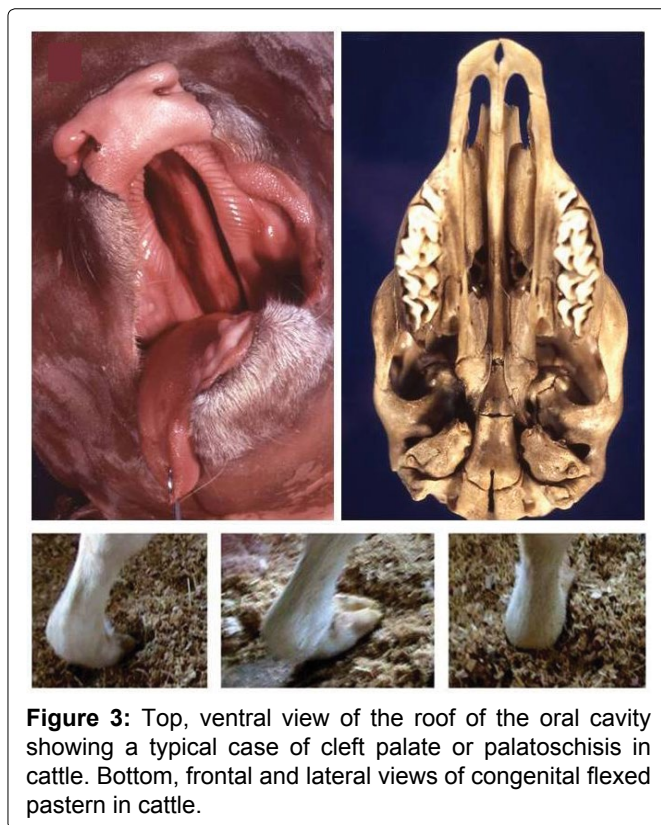 Figure 3: Top, ventral view of the roof of the oral cavity
showing a typical case of cleft palate or palatoschisis in
cattle. Bottom, frontal and lateral views of congenital flexed
pastern in cattle.